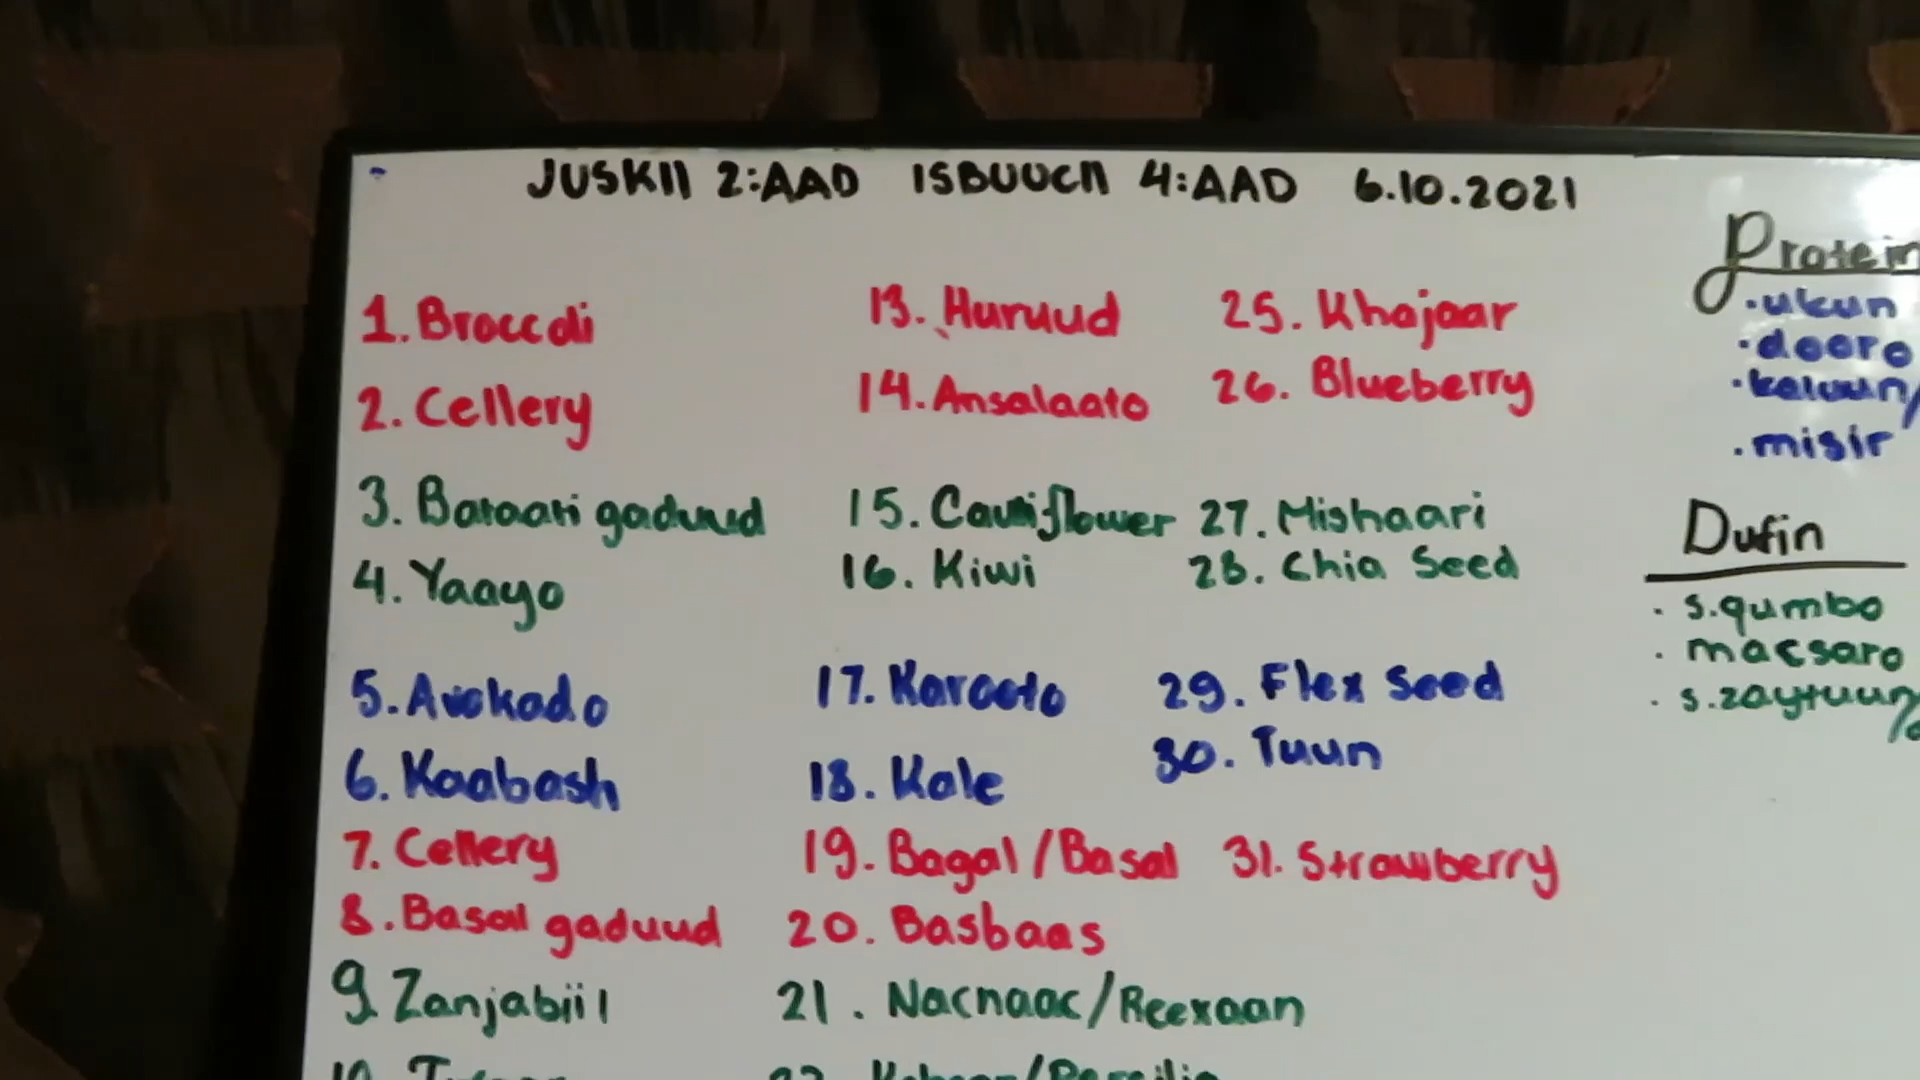 JUSKII 2:AAD ISBUUCII 4:AAD 6.10.2021
1. Broccoli
2. Cellery
3. Bataati gaduud
4. Yaayo
5. Avokado
6. Kaabash
7. Cellery
8. Basal gaduud
9 Zanjabiil
13. Huruud
14. Ansalaato
15. Cauliflower
16. Kiwi
17. Karooto
18. Kale
19. Bagal/Basal
20. Basbaas
21. Nacnaac/Reexaan
25. Khajaar
26. Blueberry
27. Mishaari
28. Chia Seed
29. Flex Seed
30. Tuun
31. Strawberry
Protein
. ukun
. dooro
. keluun/
. misir
Dufin
. s.qumbo
. macsaro
. s.zaytuun